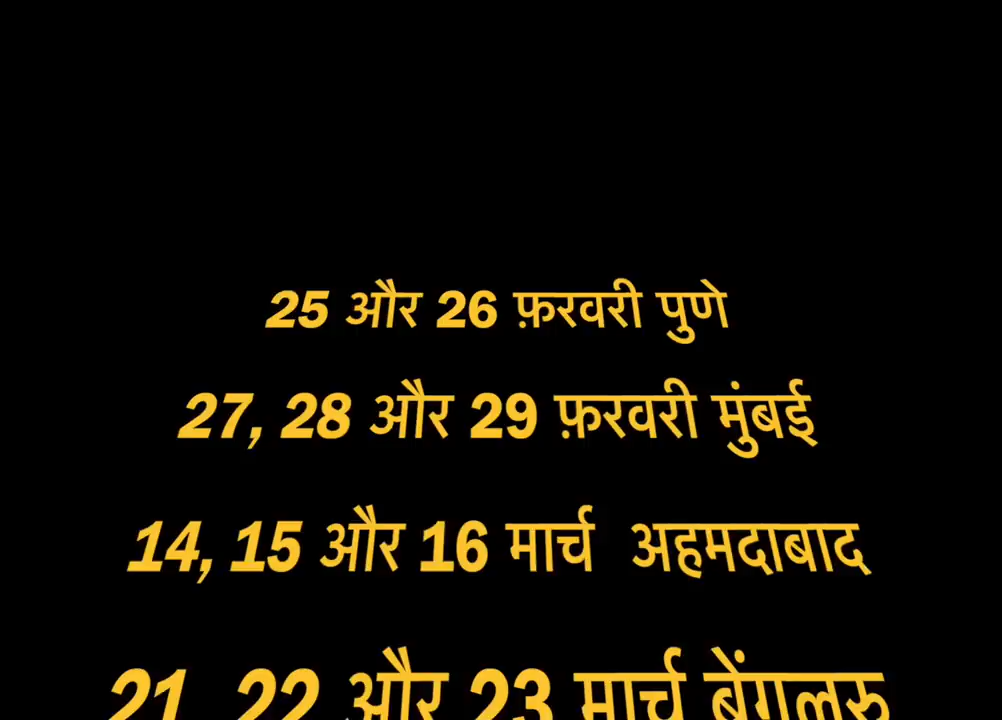 25 और 26 फ़रवरी पुणे
27, 28 और 29 फ़रवरी मुंबई
14, 15 और 16 मार्च अहमदाबाद
21, 22 और 23 मार्च बेंगलुरु